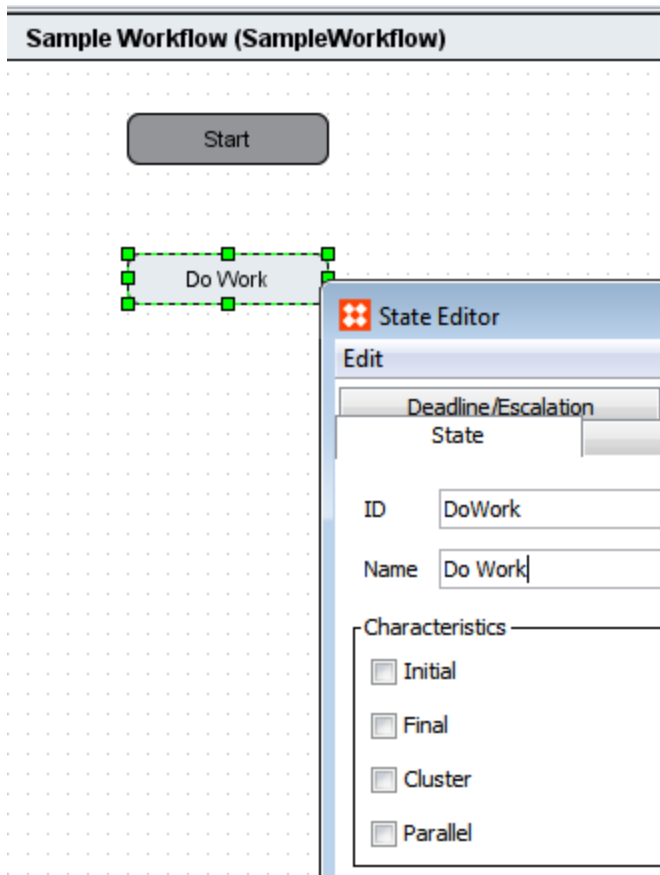 Sample Workflow (SampleWorkflow)
Start
Do Work
State Editor
Edit
Deadline/Escalation
State
ID DoWork
Name Do Work
Characteristics
Initial
Final
Cluster
Parallel